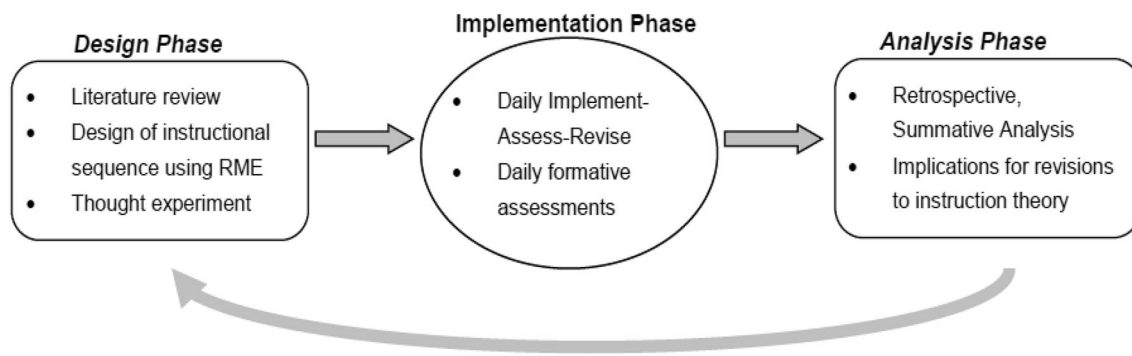 Design Phase
• Literature review
• Design of instructional
sequence using RME
• Thought experiment
Implementation Phase
• Daily Implement-
Assess-Revise
• Daily formative
assessments
Analysis Phase
• Retrospective,
Summative Analysis
• Implications for revisions
to instruction theory